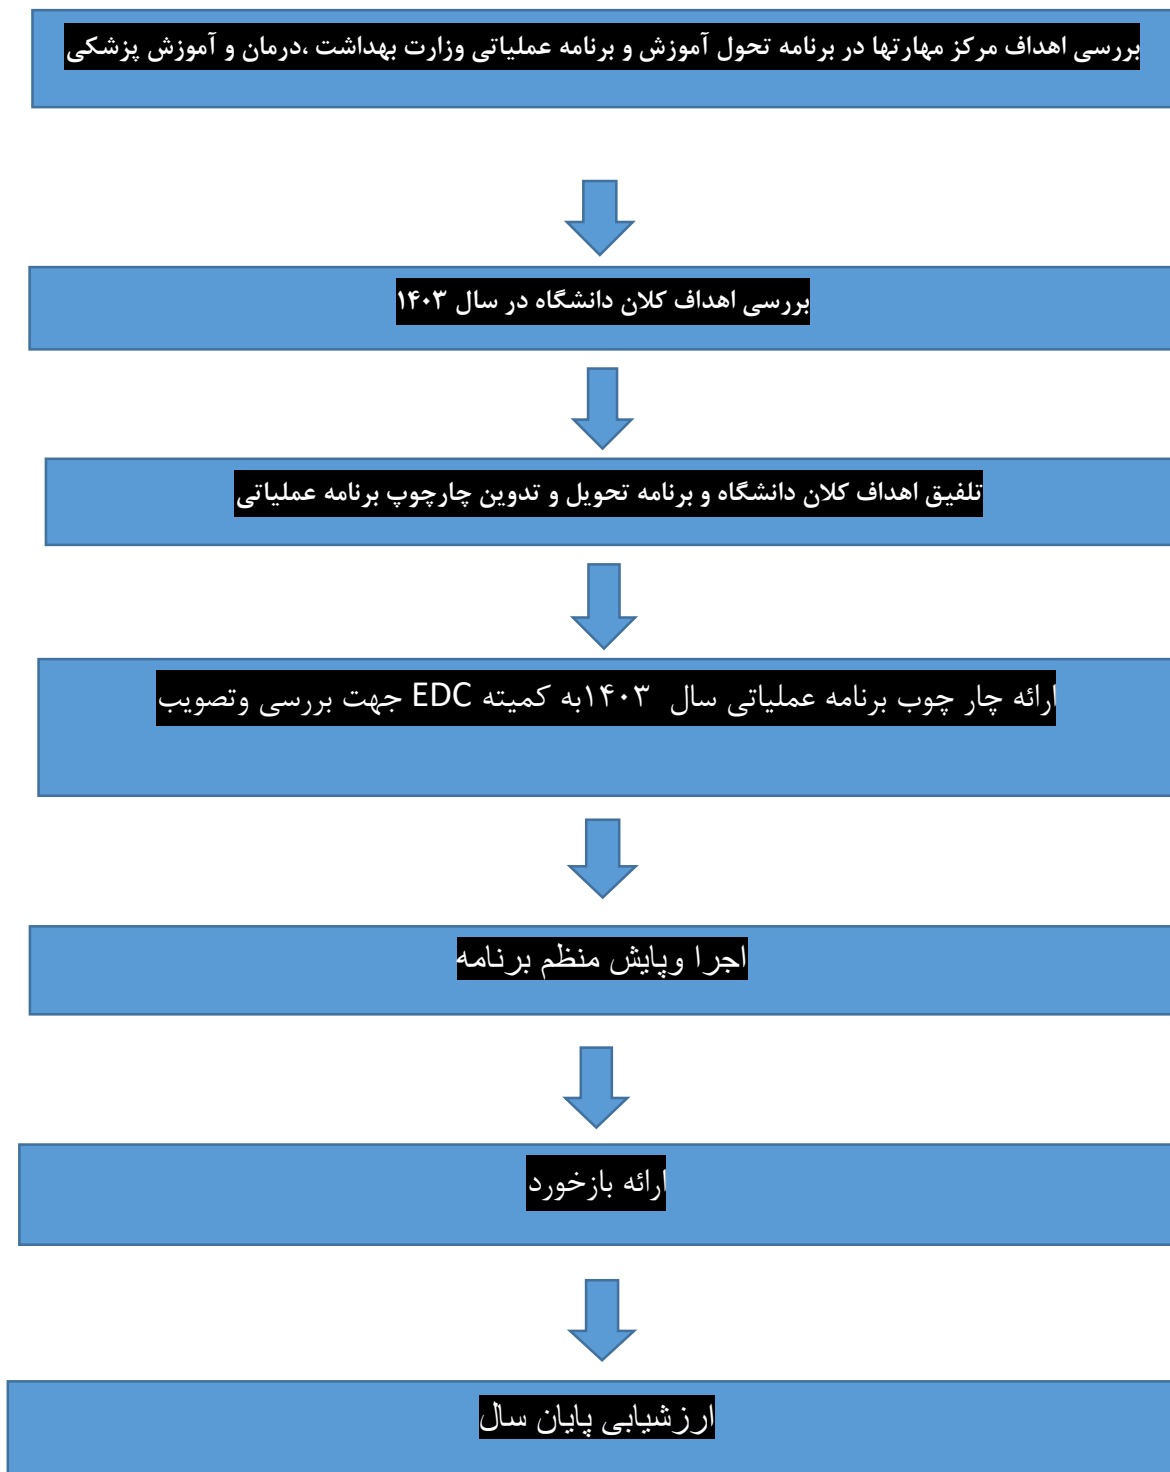 بررسی اهداف مرکز مهارتها در برنامه تحول آموزش و برنامه عملیاتی وزارت بهداشت ،درمان و آموزش پزشکی
بررسی اهداف کلان دانشگاه در سال ۱۴۰۳
تلفیق اهداف کلان دانشگاه و برنامه تحویل و تدوین چارچوپ برنامه عملیاتی
ارائه چار چوب برنامه عملیاتی سال ۱۴۰۳به کمیته EDC جهت بررسی وتصویب
اجرا وپایش منظم برنامه
ارائه بازخورد
ارزشیابی پایان سال